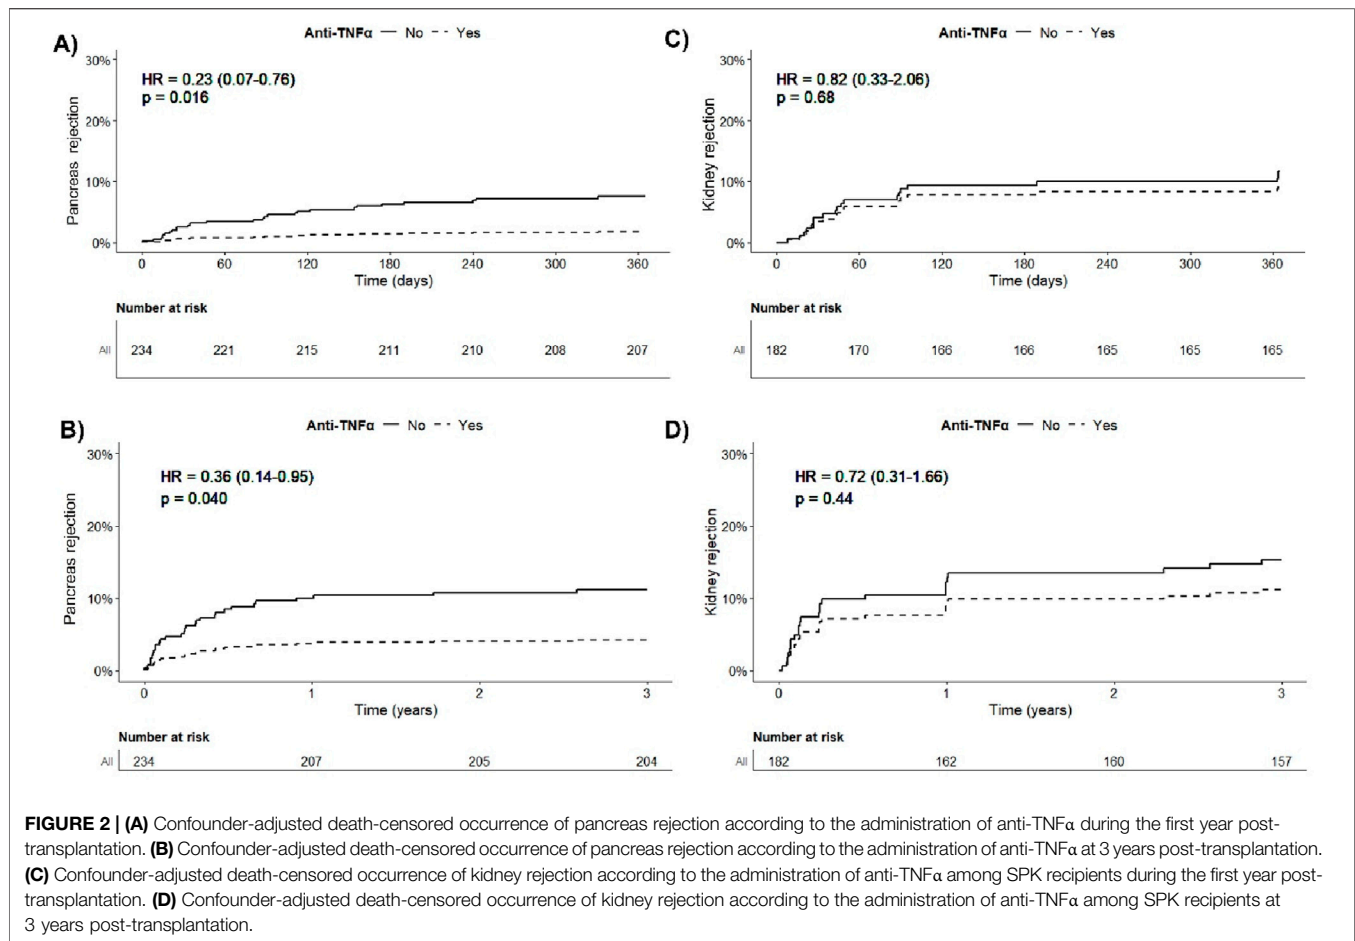 A)
Anti-TNFα — No - - Yes
30%
20%
10%
0%
Pancreas rejection
HR = 0.23 (0.07-0.76)
p = 0.016
0 60 120 180 240 300 360
Time (days)
Number at risk
All 234 221 215 211 210 208 207
C)
Anti-TNFα — No - - Yes
30%
20%
10%
0%
Kidney rejection
HR = 0.82 (0.33-2.06)
p = 0.68
0 60 120 180 240 300 360
Time (days)
Number at risk
All 182 170 166 166 165 165 165
B)
Anti-TNFα — No - - Yes
30%
20%
10%
0%
Pancreas rejection
HR = 0.36 (0.14-0.95)
p = 0.040
0 1 2 3
Time (years)
Number at risk
All 234 207 205 204
D)
Anti-TNFα — No - - Yes
30%
20%
10%
0%
Kidney rejection
HR = 0.72 (0.31-1.66)
p = 0.44
0 1 2 3
Time (years)
Number at risk
All 182 162 160 157
FIGURE 2 | (A) Confounder-adjusted death-censored occurrence of pancreas rejection according to the administration of anti-TNFα during the first year post-
transplantation. (B) Confounder-adjusted death-censored occurrence of pancreas rejection according to the administration of anti-TNFα at 3 years post-transplantation.
(C) Confounder-adjusted death-censored occurrence of kidney rejection according to the administration of anti-TNFα among SPK recipients during the first year post-
transplantation. (D) Confounder-adjusted death-censored occurrence of kidney rejection according to the administration of anti-TNFα among SPK recipients at
3 years post-transplantation.